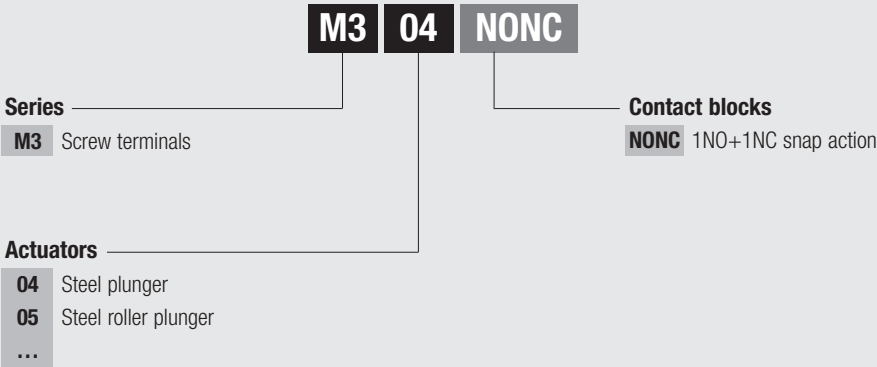 M3 04 NONC
Series
M3 Screw terminals
Contact blocks
NONC 1NO+1NC snap action
Actuators
04 Steel plunger
05 Steel roller plunger
...